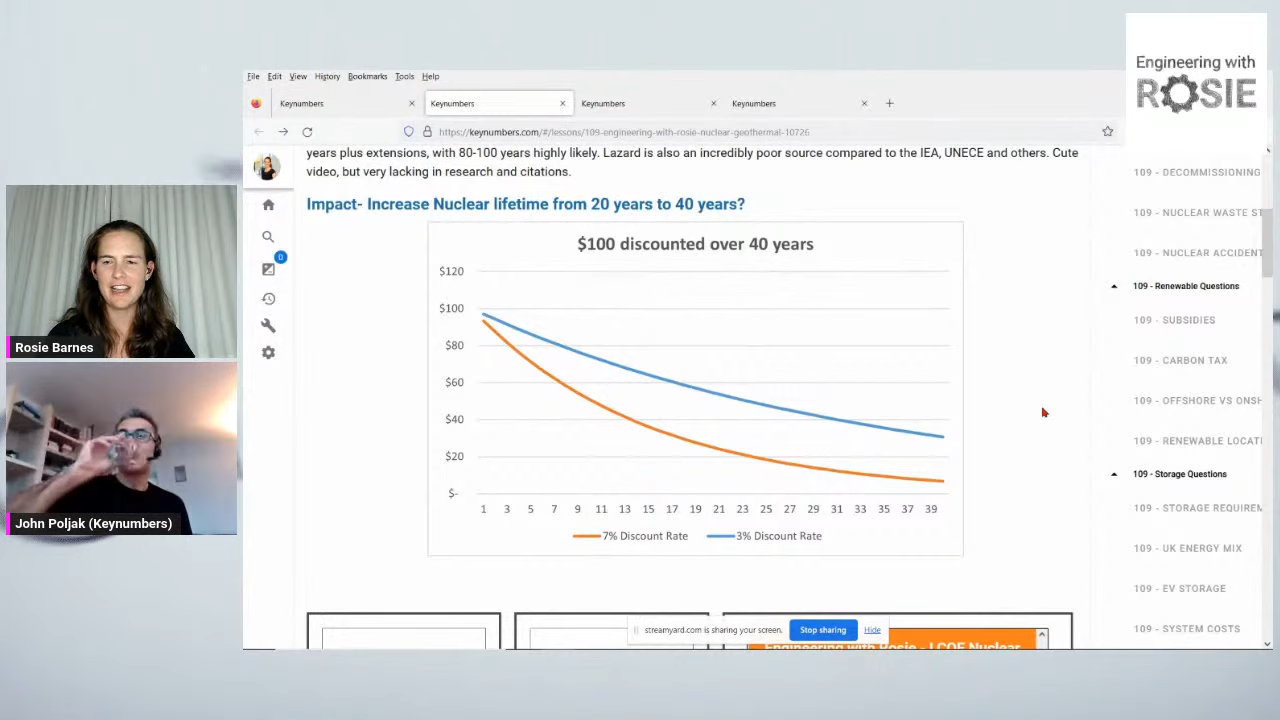 Engineering with
ROSIE
File Edit View History Bookmarks Tools Help
Keynumbers
Keynumbers
Keynumbers
Keynumbers
https://keynumbers.com/#/lessons/109-engineering-with-rosie-nuclear-geothermal-10726
years plus extensions, with 80-100 years highly likely. Lazard is also an incredibly poor source compared to the IEA, UNECE and others. Cute
video, but very lacking in research and citations.
Impact- Increase Nuclear lifetime from 20 years to 40 years?
$100 discounted over 40 years
$120
$100
$80
$60
$40
$20
$-
1 3 5 7 9 11 13 15 17 19 21 23 25 27 29 31 33 35 37 39
7% Discount Rate 3% Discount Rate
0
109 - DECOMMISSIONING
109 - NUCLEAR WASTE ST
109 - NUCLEAR ACCIDENT
109 - Renewable Questions
109 - SUBSIDIES
109 - CARBON TAX
109 - OFFSHORE VS ONSH
109 - RENEWABLE LOCATI
109 - Storage Questions
109 - STORAGE REQUIREM
109 - UK ENERGY MIX
109 - EV STORAGE
109 - SYSTEM COSTS
streamyard.com is sharing your screen. Stop sharing Hide
Engineering with Rosie - LCOE Nuclear
Rosie Barnes
John Poljak (Keynumbers)